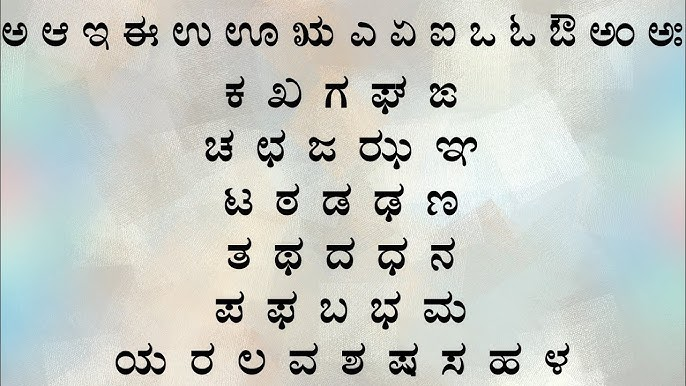 ಅ ಆ ಇ ಈ ಉ ಊ ಋ ಎ ಏ ಐ ಒ ಓ ಔ ಅಂ ಅಃ
ಕ ಖ ಗ ಘ ಙ
ಚ ಛ ಜ ಝ ಞ
ಟ ಠ ಡ ಢ ಣ
ತ ಥ ದ ಧ ನ
ಪ ಫ ಬ ಭ ಮ
ಯ ರ ಲ ವ ಶ ಷ ಸ ಹ ಳ